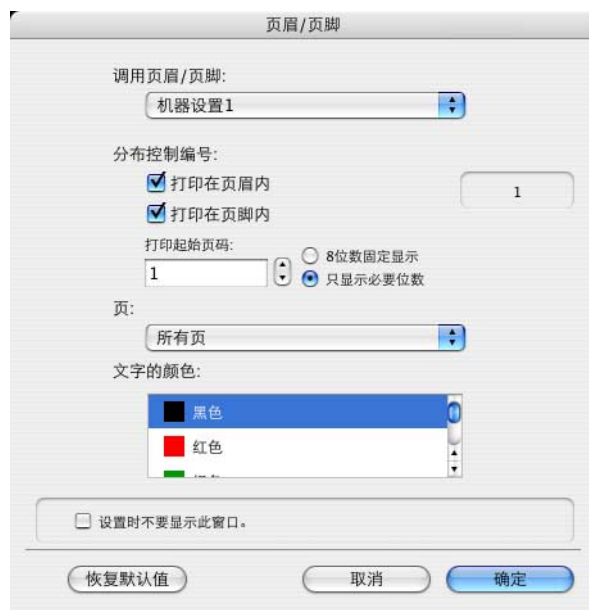 页眉/页脚
调用页眉/页脚:
机器设置1
分布控制编号:
打印在页眉内
1
打印在页脚内
打印起始页码:
8位数固定显示
1
只显示必要位数
页:
所有页
文字的颜色:
黑色
红色
设置时不要显示此窗口。
恢复默认值
取消
确定